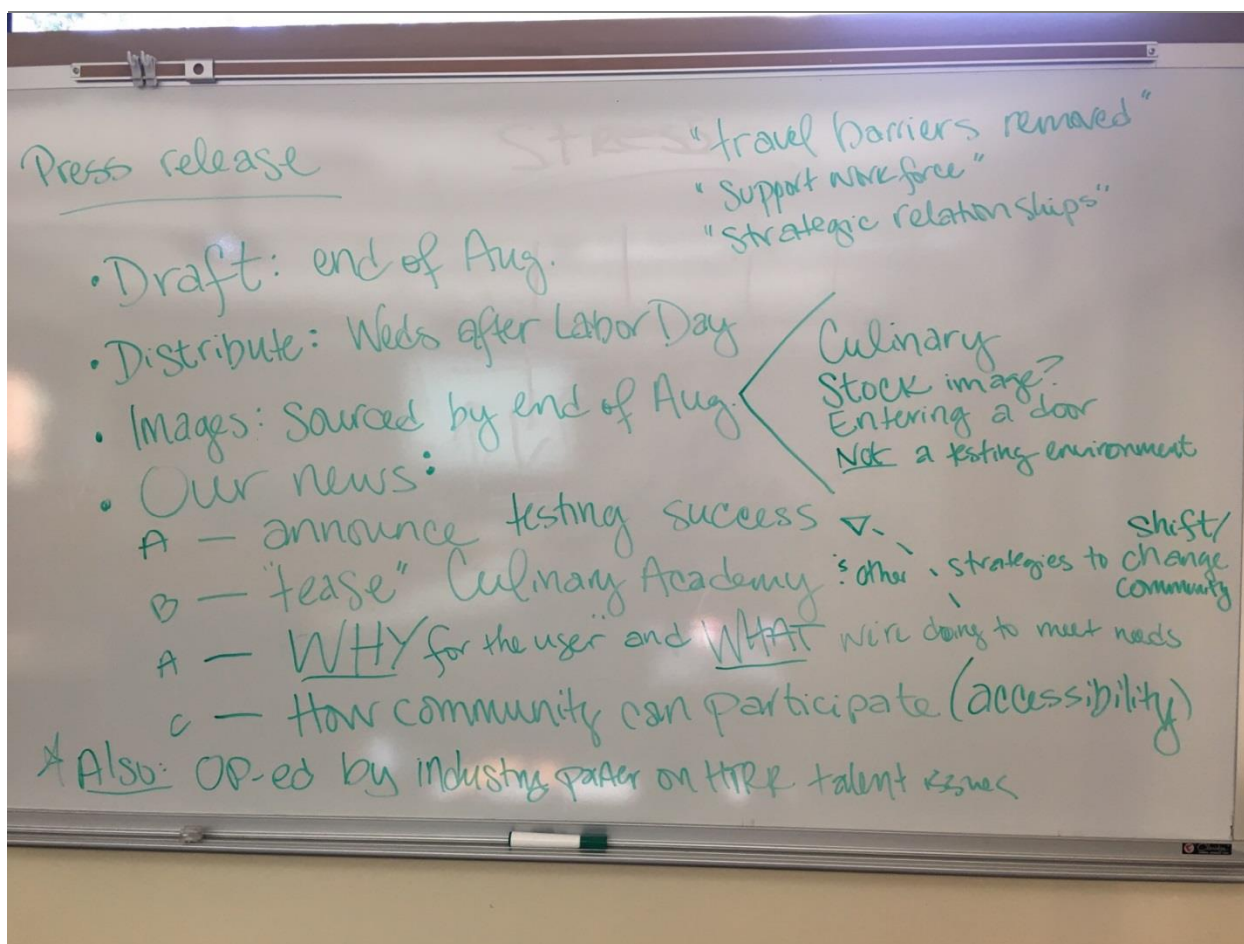 Press release
"travel barriers removed"
"support workforce"
"strategic relationships"
• Draft: end of Aug.
• Distribute: Weds after Labor Day
• Images: Sourced by end of Aug.
Culinary
Stock image?
Entering a door
Not a testing environment
• Our news:
A — announce testing success
B — "tease" Culinary Academy
: other strategies to shift/
change
community
A — WHY for the user and WHAT we're doing to meet needs
C — How community can participate (accessibility)
Also: OP-ed by industry on talent issues
STRESS